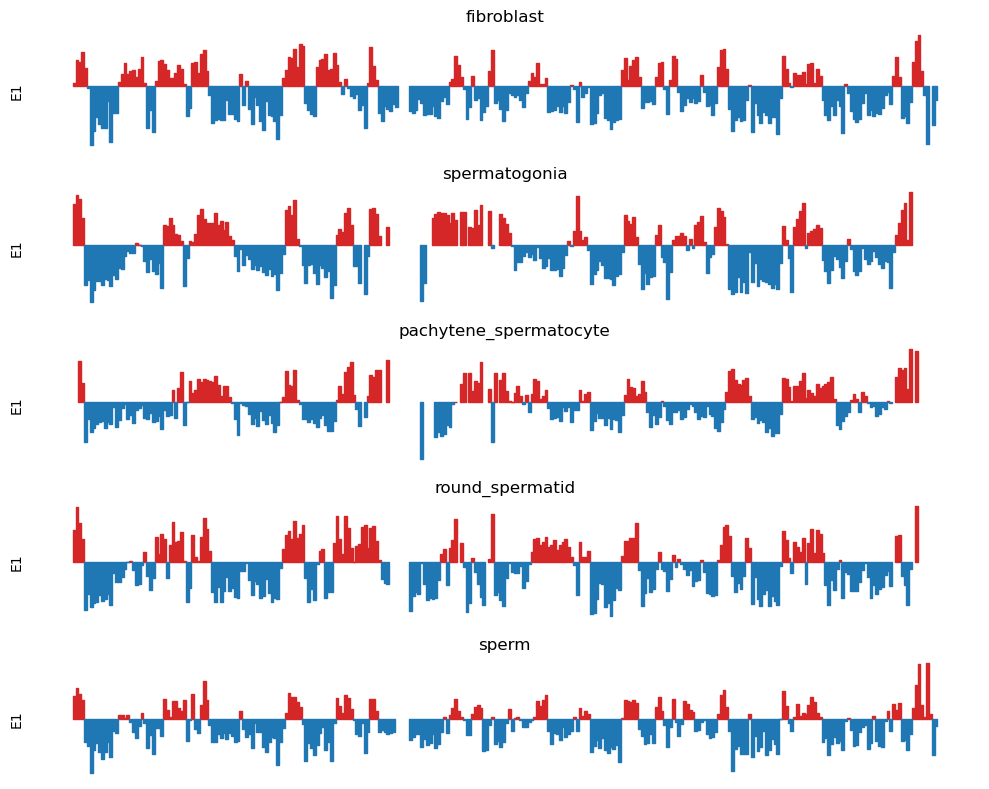 fibroblast
E1
spermatogonia
E1
pachytene_spermatocyte
E1
round_spermatid
E1
sperm
E1